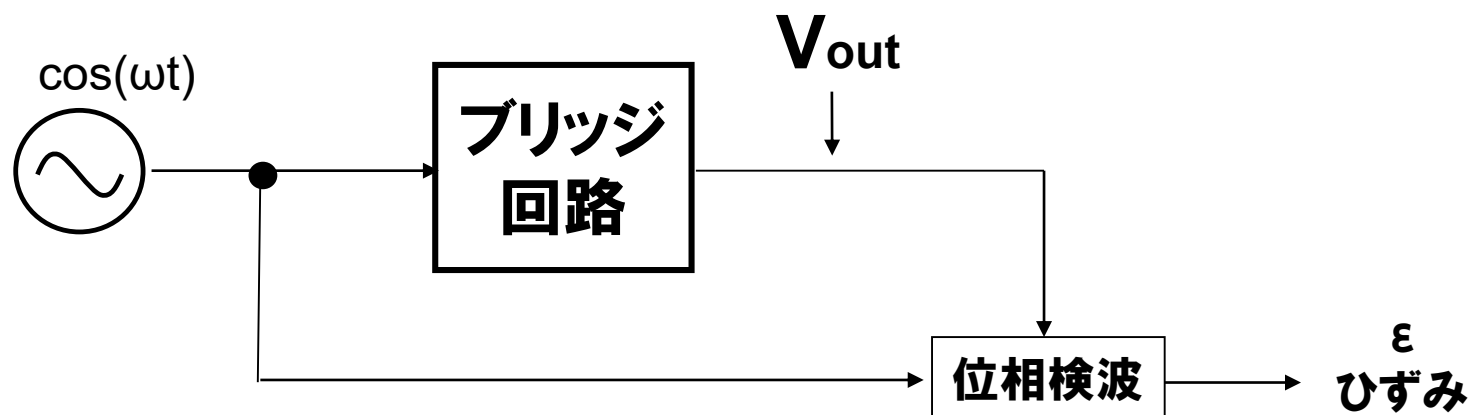 cos(ωt)
Vout
ブリッジ
回路
位相検波
ε
ひずみ